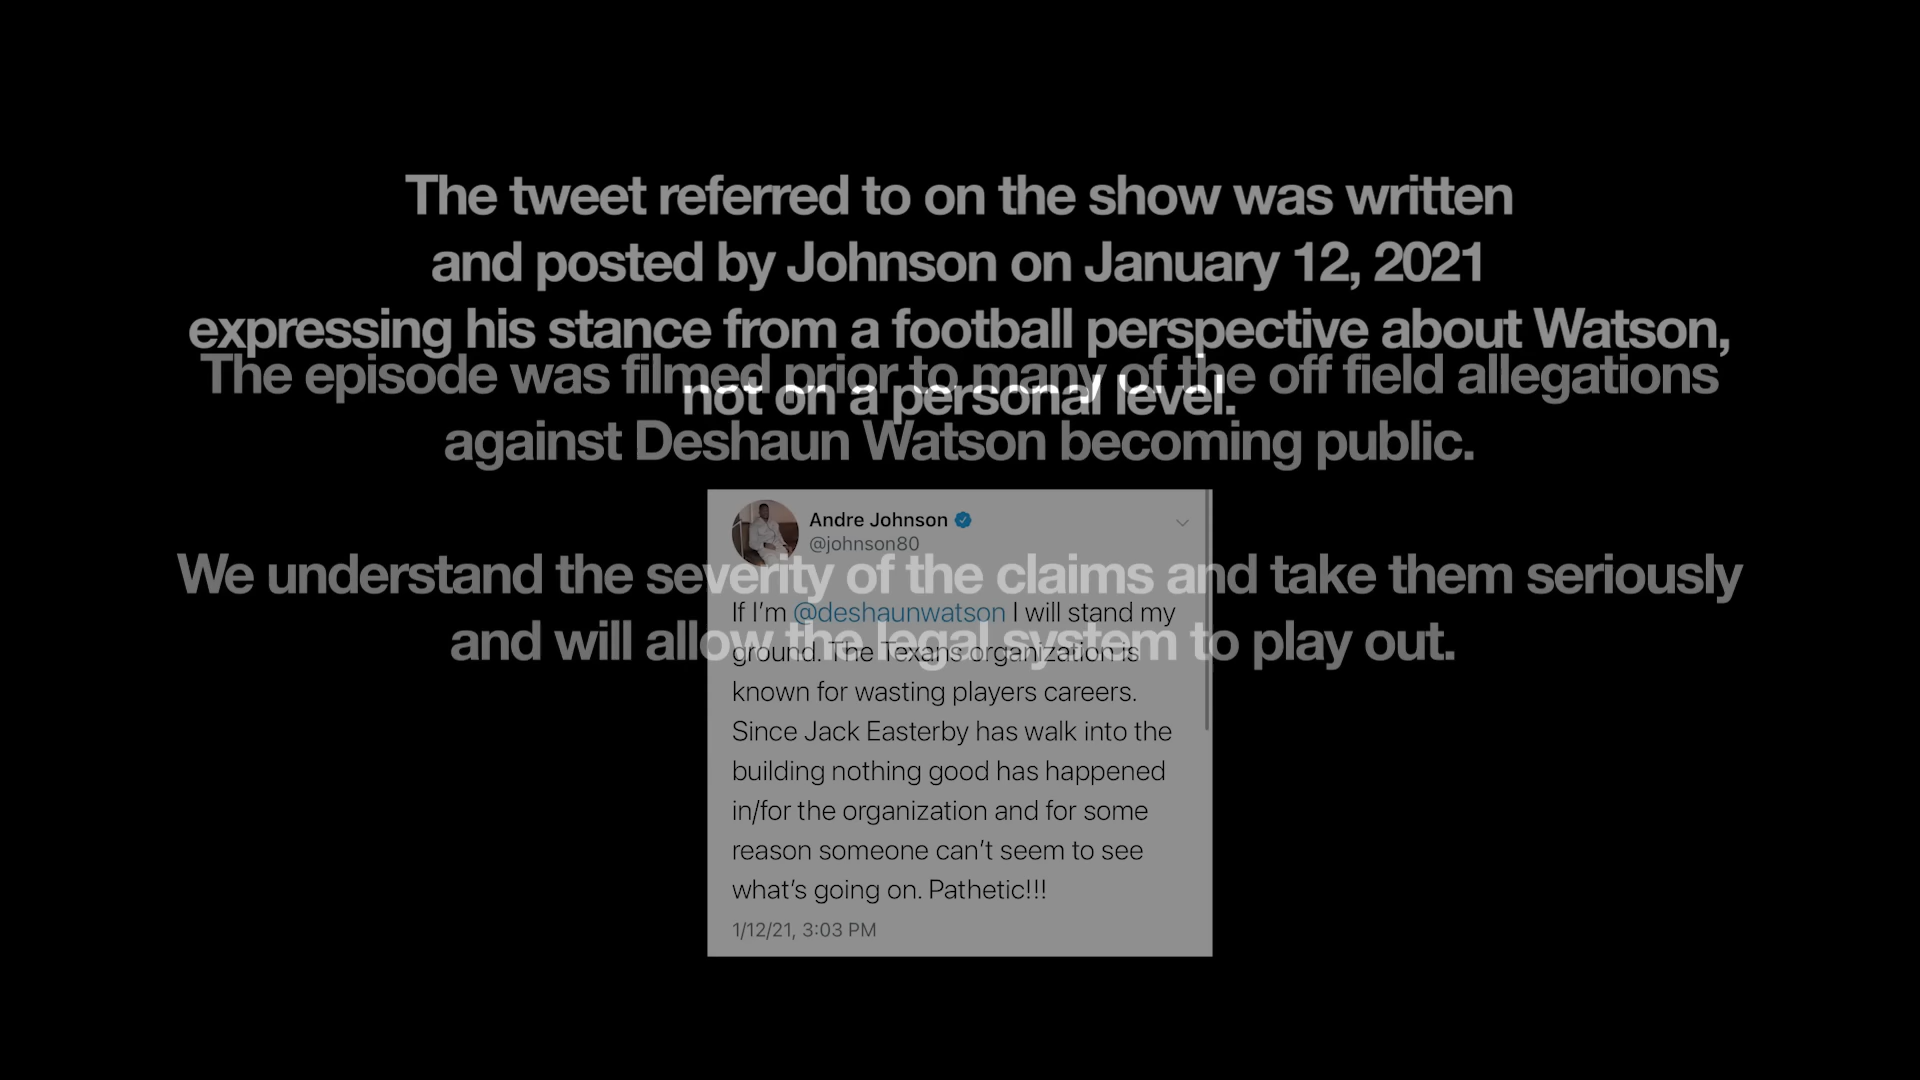 The tweet referred to on the show was written
and posted by Johnson on January 12, 2021
expressing his stance from a football perspective about Watson,
not on a personal level.
The episode was filmed prior to many of the off field allegations
against Deshaun Watson becoming public.
We understand the severity of the claims and take them seriously
and will allow the legal system to play out.
Andre Johnson
@johnson80
If I'm @deshaunwatson I will stand my
ground. The Texans organization is
known for wasting players careers.
Since Jack Easterby has walk into the
building nothing good has happened
in/for the organization and for some
reason someone can't seem to see
what's going on. Pathetic!!!
1/12/21, 3:03 PM